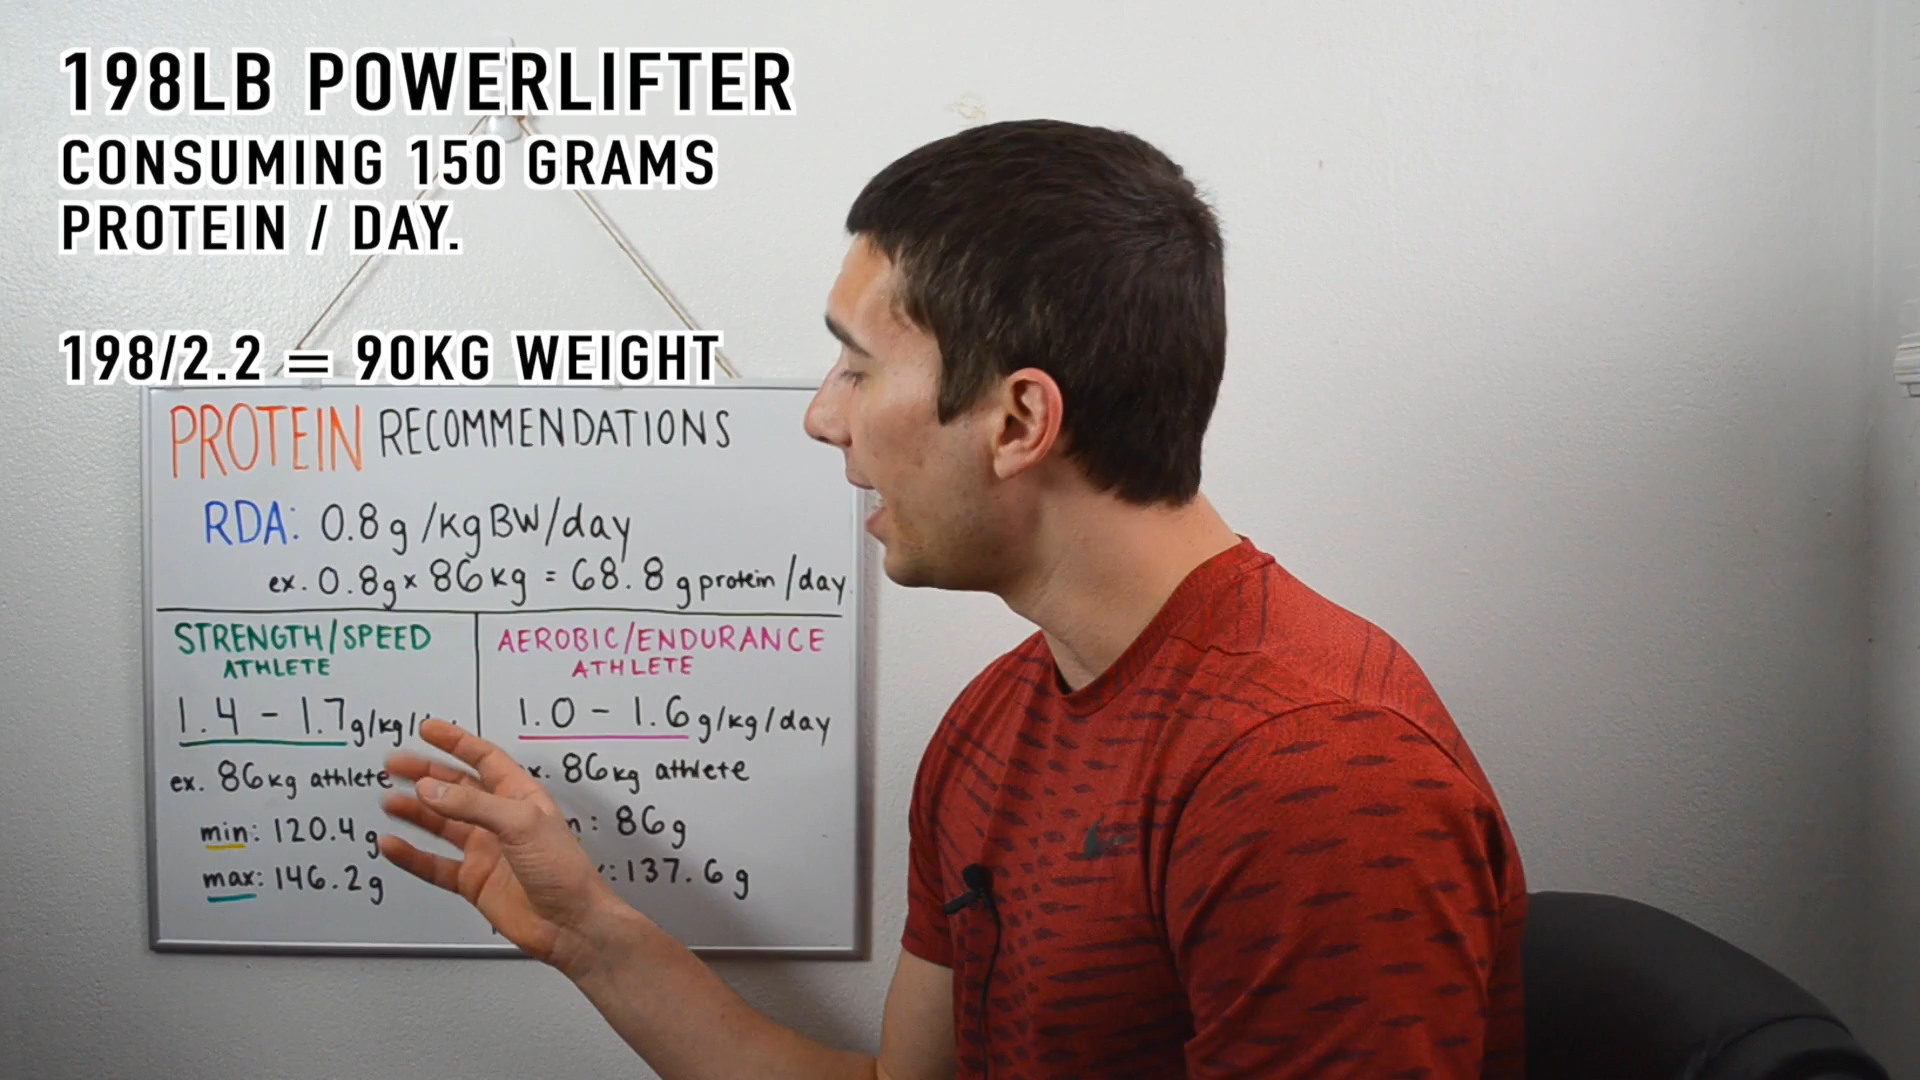 198LB POWERLIFTER
CONSUMING 150 GRAMS
PROTEIN / DAY.
198/2.2 = 90KG WEIGHT
PROTEIN RECOMMENDATIONS
RDA: 0.8g/kgBW/day
ex. 0.8g × 86kg = 68.8g protein/day
STRENGTH/SPEED
ATHLETE
1.4 - 1.7g/kg/
ex. 86kg athlete
min: 120.4g
max: 146.2g
AEROBIC/ENDURANCE
ATHLETE
1.0 - 1.6g/kg/day
86kg athlete
: 86g
: 137.6g